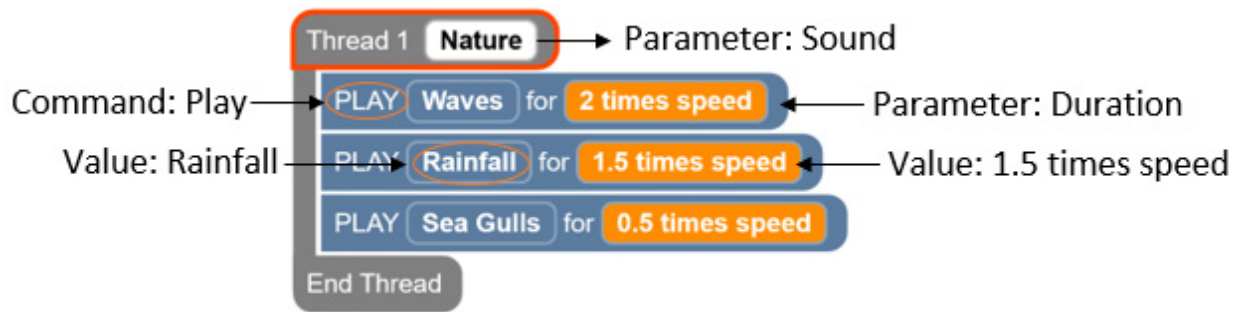 Thread 1 Nature Parameter: Sound
Command: Play PLAY Waves for 2 times speed Parameter: Duration
Value: Rainfall PLAY Rainfall for 1.5 times speed Value: 1.5 times speed
PLAY Sea Gulls for 0.5 times speed
End Thread